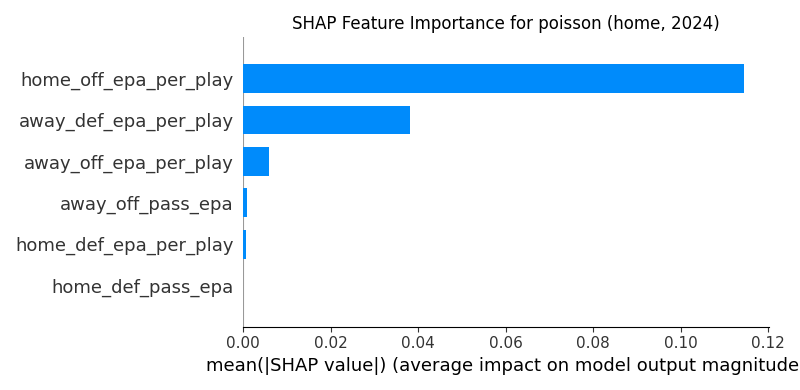 SHAP Feature Importance for poisson (home, 2024)
home_off_epa_per_play
away_def_epa_per_play
away_off_epa_per_play
away_off_pass_epa
home_def_epa_per_play
home_def_pass_epa
0.00 0.02 0.04 0.06 0.08 0.10 0.12
mean(|SHAP value|) (average impact on model output magnitude